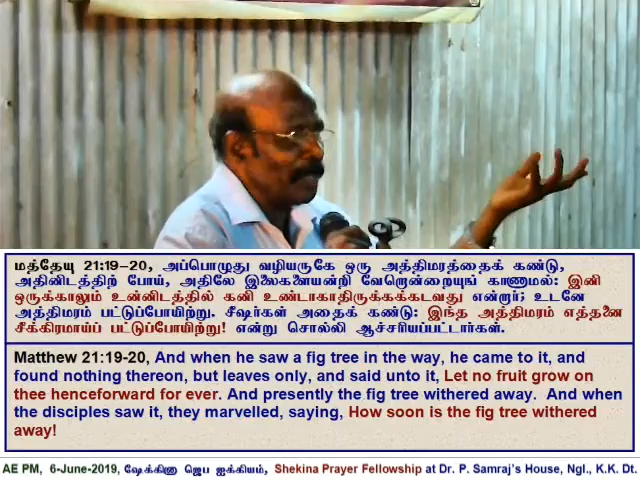 மத்தேயு 21:19-20, அப்பொழுது வழியருகே ஒரு அத்திமரத்தைக் கண்டு,
அதினிடத்திற் போய், அதிலே இலைகளையன்றி வேறொன்றையுங் காணாமல்: இனி
ஒருக்காலும் உன்னிடத்தில் கனி உண்டாகாதிருக்கக்கடவது என்றார்; உடனே
அத்திமரம் பட்டுப்போயிற்று. சீஷர்கள் அதைக் கண்டு: இந்த அத்திமரம் எத்தனை
சீக்கிரமாய்ப் பட்டுப்போயிற்று! என்று சொல்லி ஆச்சரியப்பட்டார்கள்.
Matthew 21:19-20, And when he saw a fig tree in the way, he came to it, and
found nothing thereon, but leaves only, and said unto it, Let no fruit grow on
thee henceforward for ever. And presently the fig tree withered away. And when
the disciples saw it, they marvelled, saying, How soon is the fig tree withered
away!
AE PM, 6-June-2019, ஷேக்கினா ஜெப ஐக்கியம், Shekina Prayer Fellowship at Dr. P. Samraj's House, Ngl., K.K. Dt.